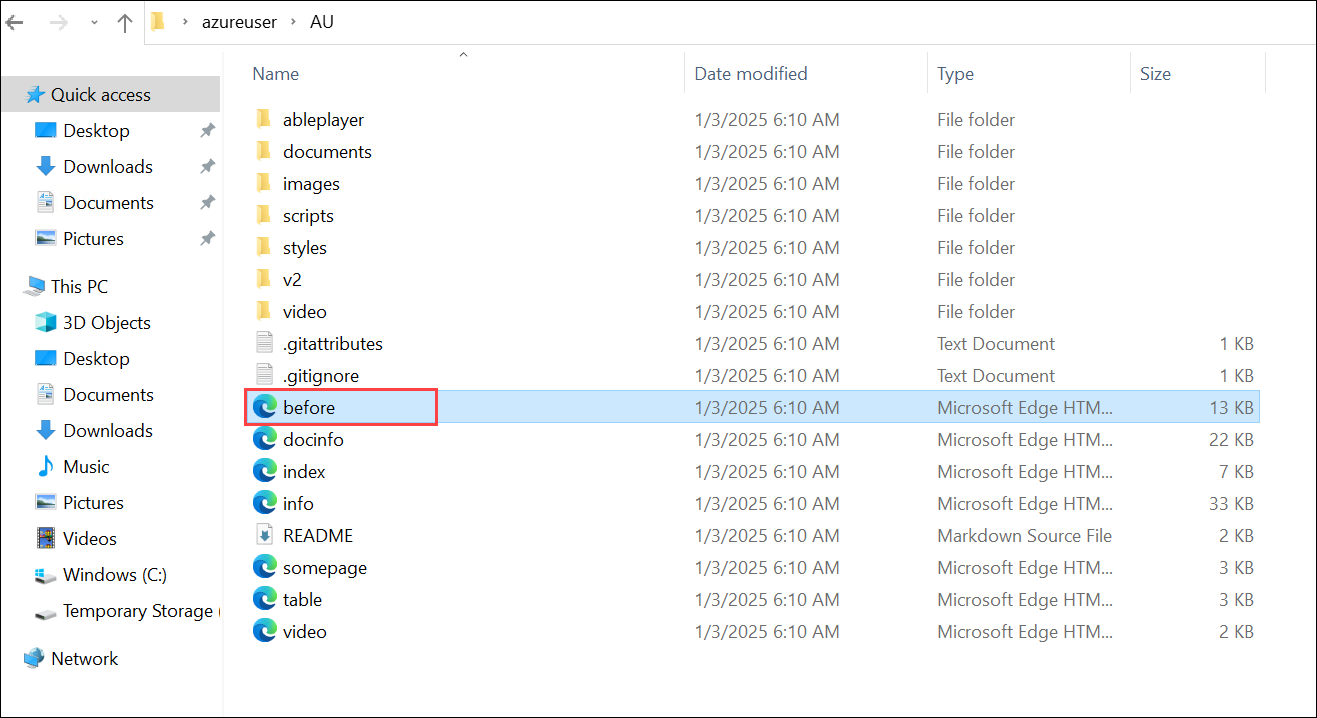 azureuser > AU
Name Date modified Type Size
Quick access
Desktop
Downloads
Documents
Pictures
This PC
3D Objects
Desktop
Documents
Downloads
Music
Pictures
Videos
Windows (C:)
Temporary Storage (
Network
ableplayer 1/3/2025 6:10 AM File folder
documents 1/3/2025 6:10 AM File folder
images 1/3/2025 6:10 AM File folder
scripts 1/3/2025 6:10 AM File folder
styles 1/3/2025 6:10 AM File folder
v2 1/3/2025 6:10 AM File folder
video 1/3/2025 6:10 AM File folder
.gitattributes 1/3/2025 6:10 AM Text Document 1 KB
.gitignore 1/3/2025 6:10 AM Text Document 1 KB
before 1/3/2025 6:10 AM Microsoft Edge HTM... 13 KB
docinfo 1/3/2025 6:10 AM Microsoft Edge HTM... 22 KB
index 1/3/2025 6:10 AM Microsoft Edge HTM... 7 KB
info 1/3/2025 6:10 AM Microsoft Edge HTM... 33 KB
README 1/3/2025 6:10 AM Markdown Source File 2 KB
somepage 1/3/2025 6:10 AM Microsoft Edge HTM... 3 KB
table 1/3/2025 6:10 AM Microsoft Edge HTM... 3 KB
video 1/3/2025 6:10 AM Microsoft Edge HTM... 2 KB